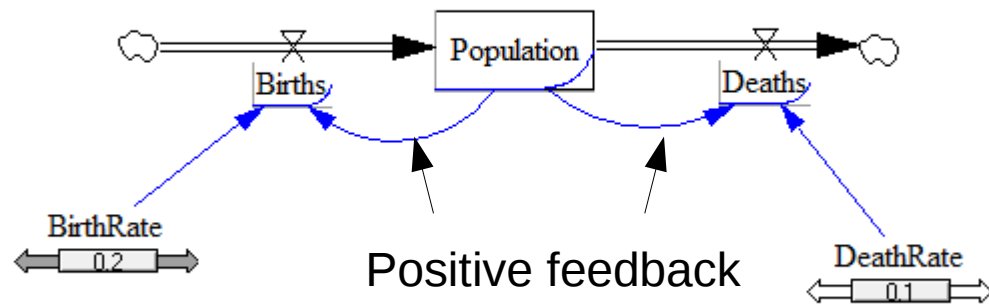 Population
Births
Deaths
BirthRate
0.2
Positive feedback
DeathRate
0.1